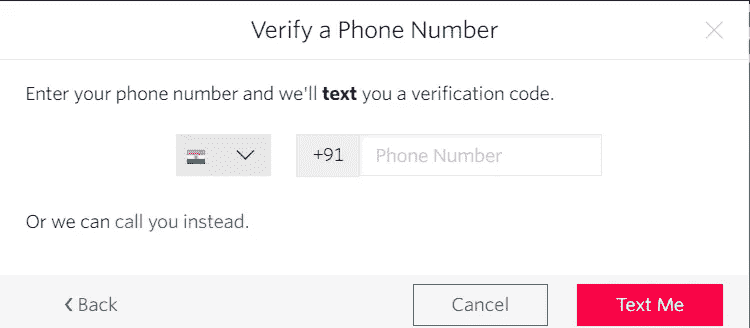 Verify a Phone Number
Enter your phone number and we'll text you a verification code.
+91 Phone Number
Or we can call you instead.
Back Cancel Text Me